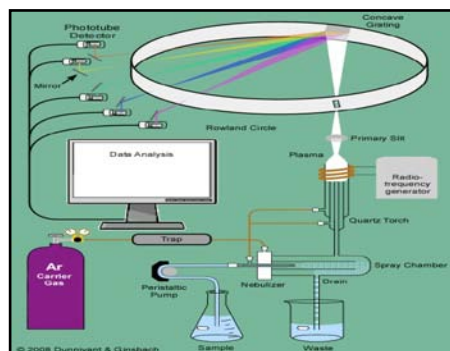 Phototube
Detector
Concave
Grating
Mirror
Rowland Circle
Primary Slit
Plasma
Data Analysis
Radio-
frequency
generator
Quartz Torch
Trap
Ar
Carrier
Gas
Spray Chamber
Nebulizer
Peristaltic
Pump
Drain
Sample
Waste
© 2008 Dunnivant & Ginsbach